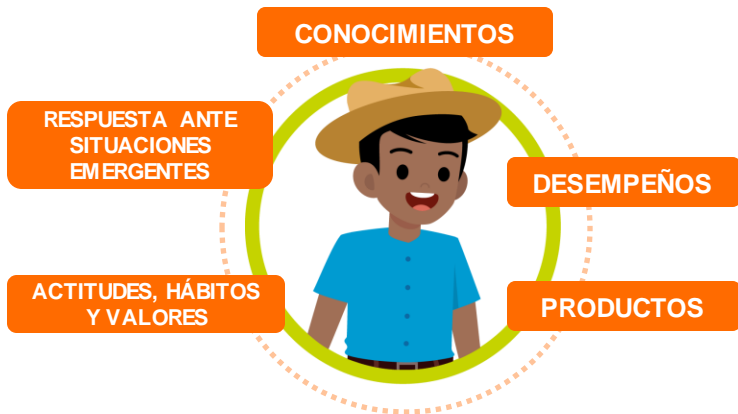 CONOCIMIENTOS
RESPUESTA ANTE
SITUACIONES
EMERGENTES
DESEMPEÑOS
ACTITUDES, HÁBITOS
Y VALORES
PRODUCTOS